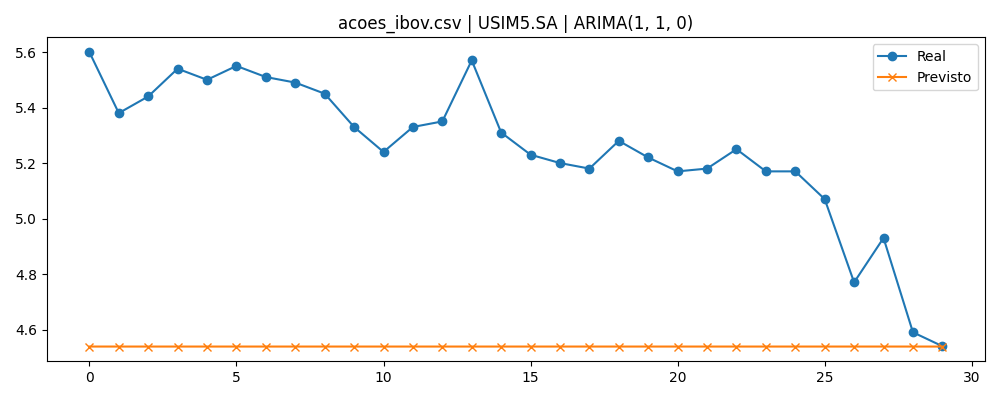 acoes_ibov.csv | USIM5.SA | ARIMA(1, 1, 0)
Real
Previsto
5.6
5.4
5.2
5.0
4.8
4.6
0 5 10 15 20 25 30